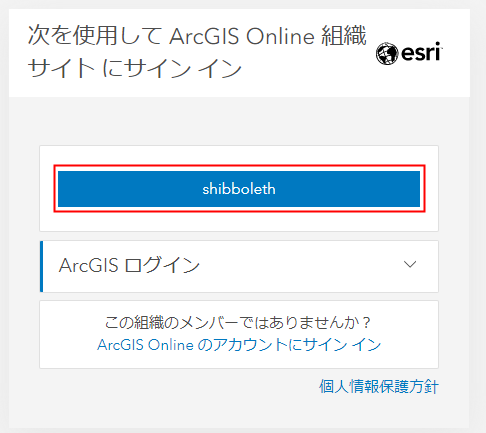 次を使用して ArcGIS Online 組織
サイト にサイン イン
esri
shibboleth
ArcGIS ログイン
この組織のメンバーではありませんか？
ArcGIS Online のアカウントにサイン イン
個人情報保護方針